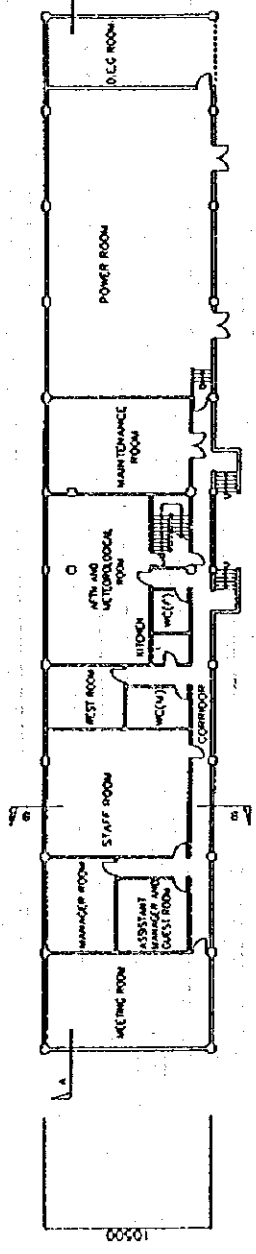 MEETING ROOM
MANAGER ROOM
ASSISTANT
MANAGER AND
GUEST ROOM
STAFF ROOM
REST ROOM
WC(M)
KITCHEN
WC(F)
AFTN AND
METEOROLOGICAL
ROOM
MAINTENANCE
ROOM
POWER ROOM
D.E.G ROOM
CORRIDOR
A
B
B
10500